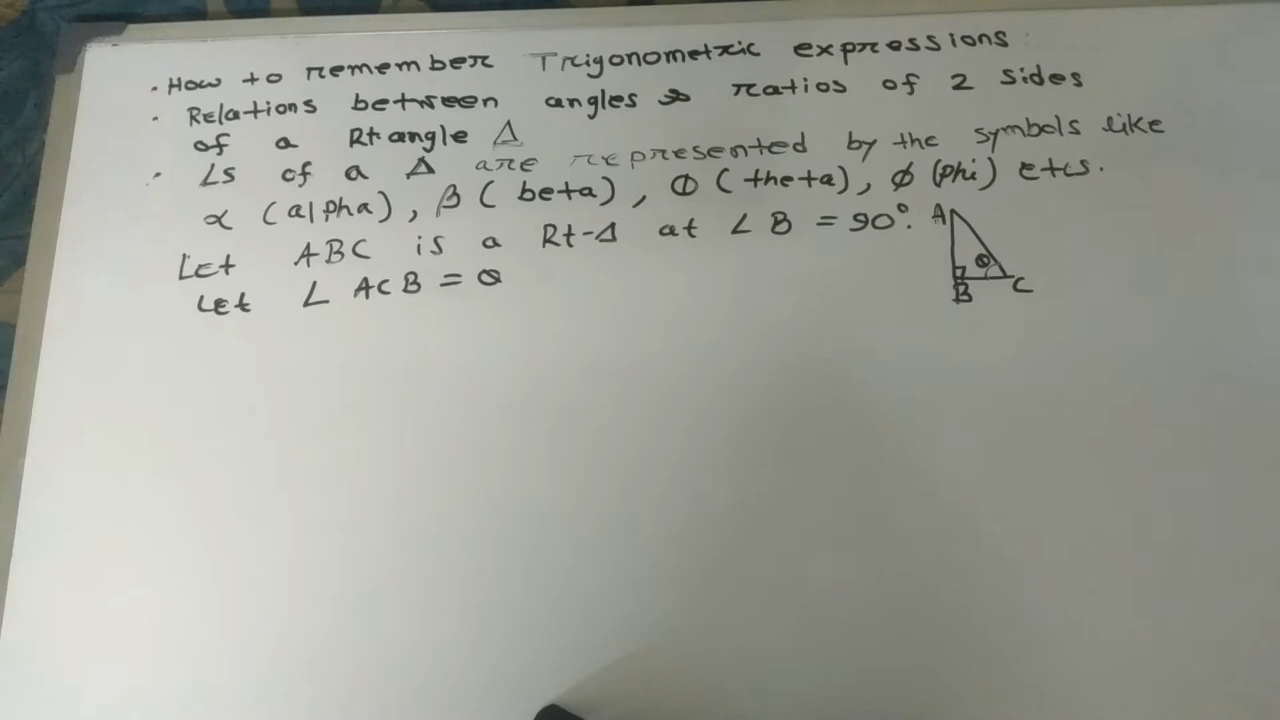 . How to remember Trigonometric expressions :
. Relations between angles & ratios of 2 sides
of a Rt angle Δ
. ∠s of a Δ are represented by the symbols like
α (alpha), β (beta), θ (theta), ϕ (phi) etcs.
Let ABC is a Rt-Δ at ∠B = 90°.
Let ∠ ACB = θ
A
θ
B
C